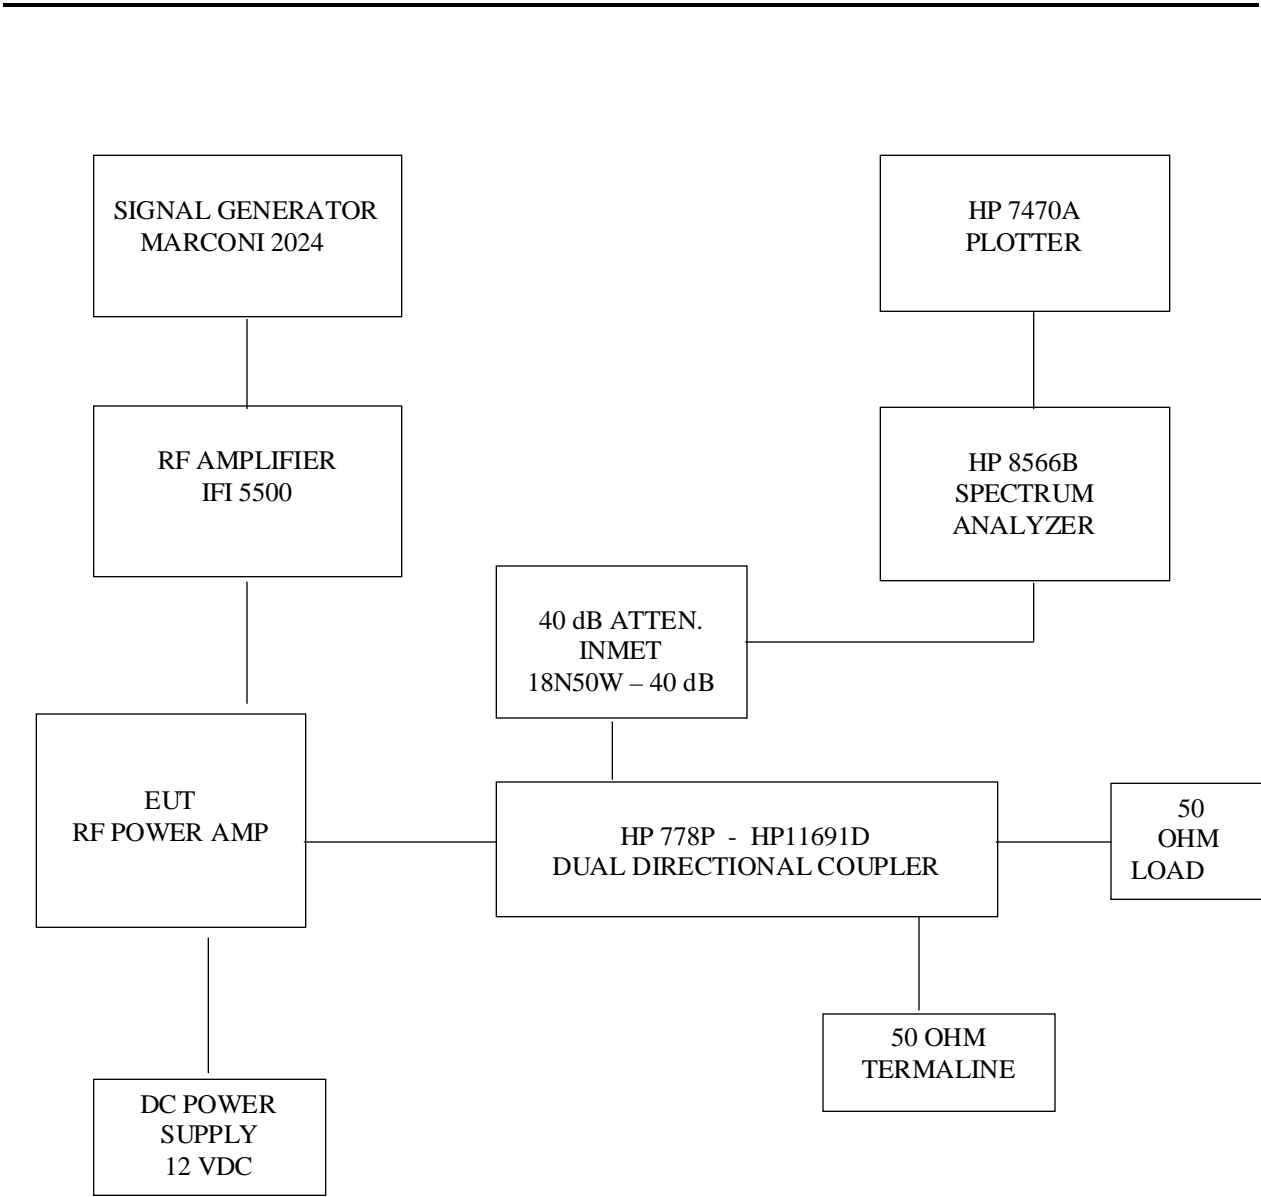 SIGNAL GENERATOR
MARCONI 2024
HP 7470A
PLOTTER
RF AMPLIFIER
IFI 5500
HP 8566B
SPECTRUM
ANALYZER
40 dB ATTEN.
INMET
18N50W – 40 dB
EUT
RF POWER AMP
HP 778P - HP11691D
DUAL DIRECTIONAL COUPLER
50
OHM
LOAD
50 OHM
TERMALINE
DC POWER
SUPPLY
12 VDC